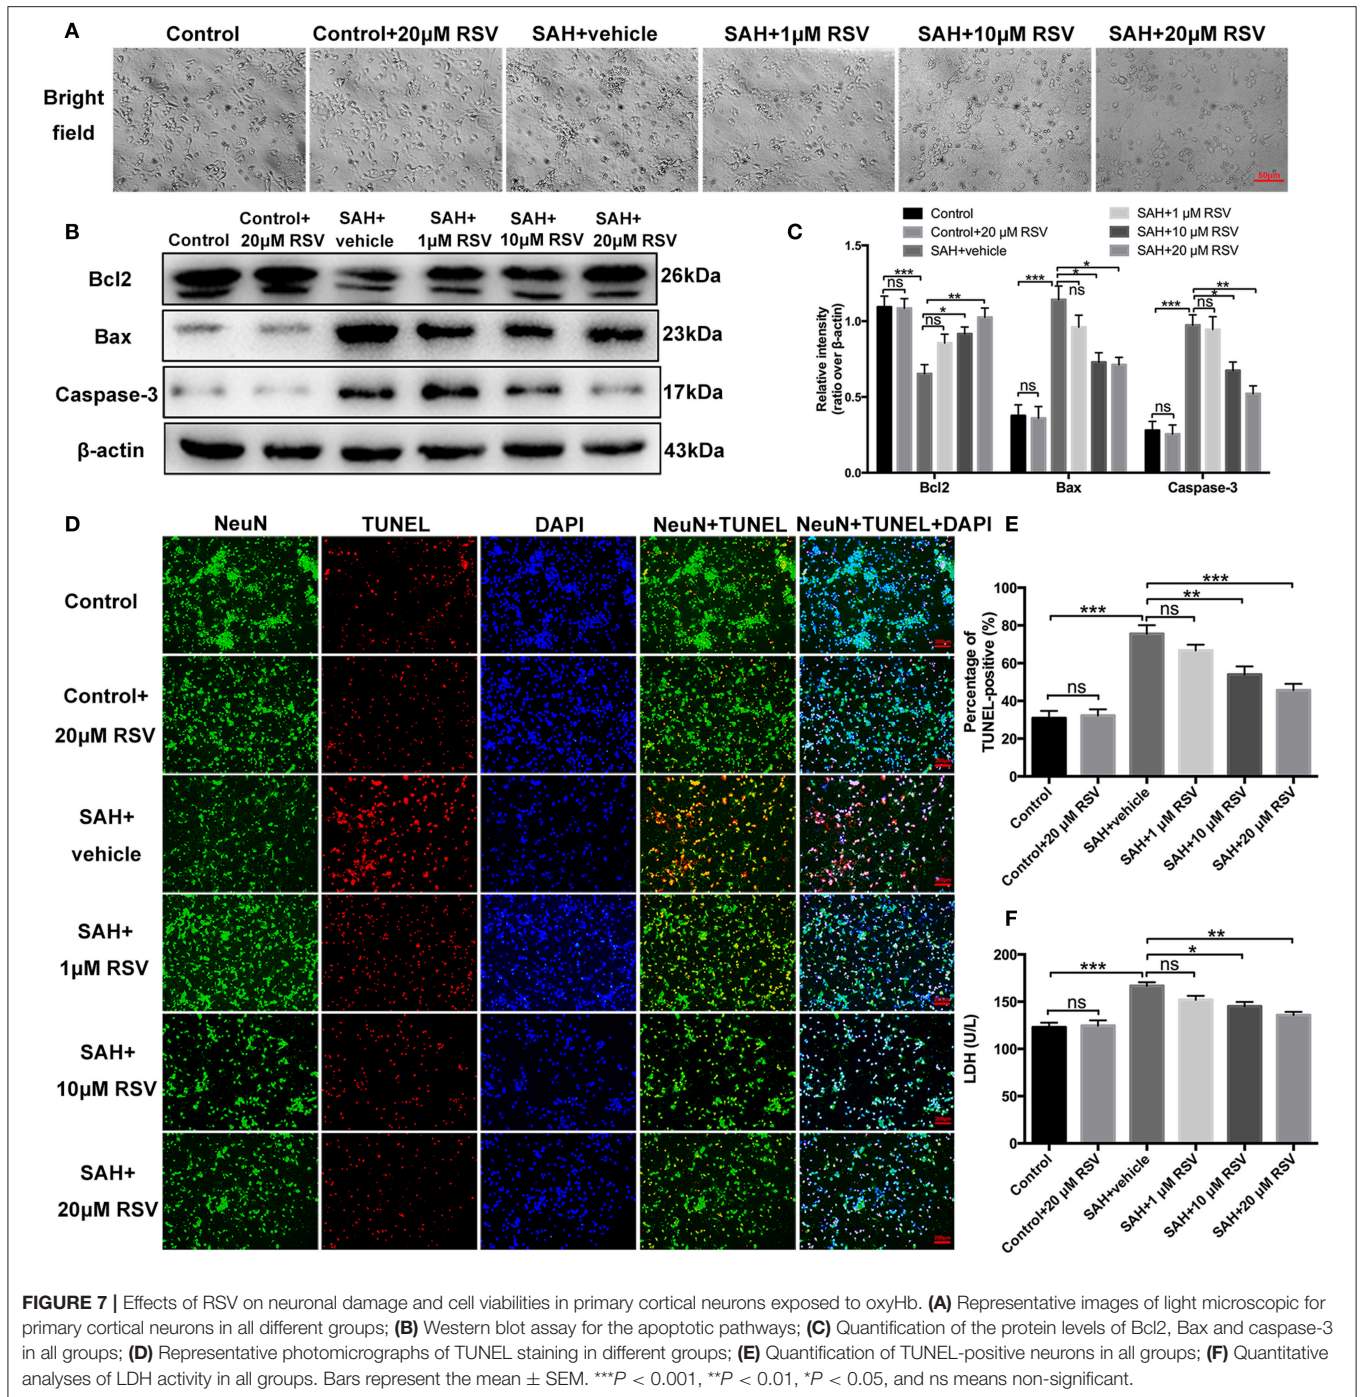 A
Control
Control+20μM RSV
SAH+vehicle
SAH+1μM RSV
SAH+10μM RSV
SAH+20μM RSV
Bright
field
50μm
B
Control
Control+
20μM RSV
SAH+
vehicle
SAH+
1μM RSV
SAH+
10μM RSV
SAH+
20μM RSV
Bcl2
26kDa
Bax
23kDa
Caspase-3
17kDa
β-actin
43kDa
C
Control
Control+20 μM RSV
SAH+vehicle
SAH+1 μM RSV
SAH+10 μM RSV
SAH+20 μM RSV
Relative intensity
(ratio over β-actin)
1.5
1.0
0.5
0.0
***
ns
**
*
ns
*
*
***
ns
ns
**
*
***
ns
ns
Bcl2
Bax
Caspase-3
D
NeuN
TUNEL
DAPI
NeuN+TUNEL
NeuN+TUNEL+DAPI
Control
Control+
20μM RSV
SAH+
vehicle
SAH+
1μM RSV
SAH+
10μM RSV
SAH+
20μM RSV
200μm
E
Percentage of
TUNEL-positive (%)
100
80
60
40
20
0
***
**
***
ns
ns
Control
Control+20 μM RSV
SAH+vehicle
SAH+1 μM RSV
SAH+10 μM RSV
SAH+20 μM RSV
F
LDH (U/L)
200
150
100
50
0
**
*
***
ns
ns
Control
Control+20 μM RSV
SAH+vehicle
SAH+1 μM RSV
SAH+10 μM RSV
SAH+20 μM RSV
FIGURE 7 | Effects of RSV on neuronal damage and cell viabilities in primary cortical neurons exposed to oxyHb. (A) Representative images of light microscopic for
primary cortical neurons in all different groups; (B) Western blot assay for the apoptotic pathways; (C) Quantification of the protein levels of Bcl2, Bax and caspase-3
in all groups; (D) Representative photomicrographs of TUNEL staining in different groups; (E) Quantification of TUNEL-positive neurons in all groups; (F) Quantitative
analyses of LDH activity in all groups. Bars represent the mean ± SEM. ***P < 0.001, **P < 0.01, *P < 0.05, and ns means non-significant.